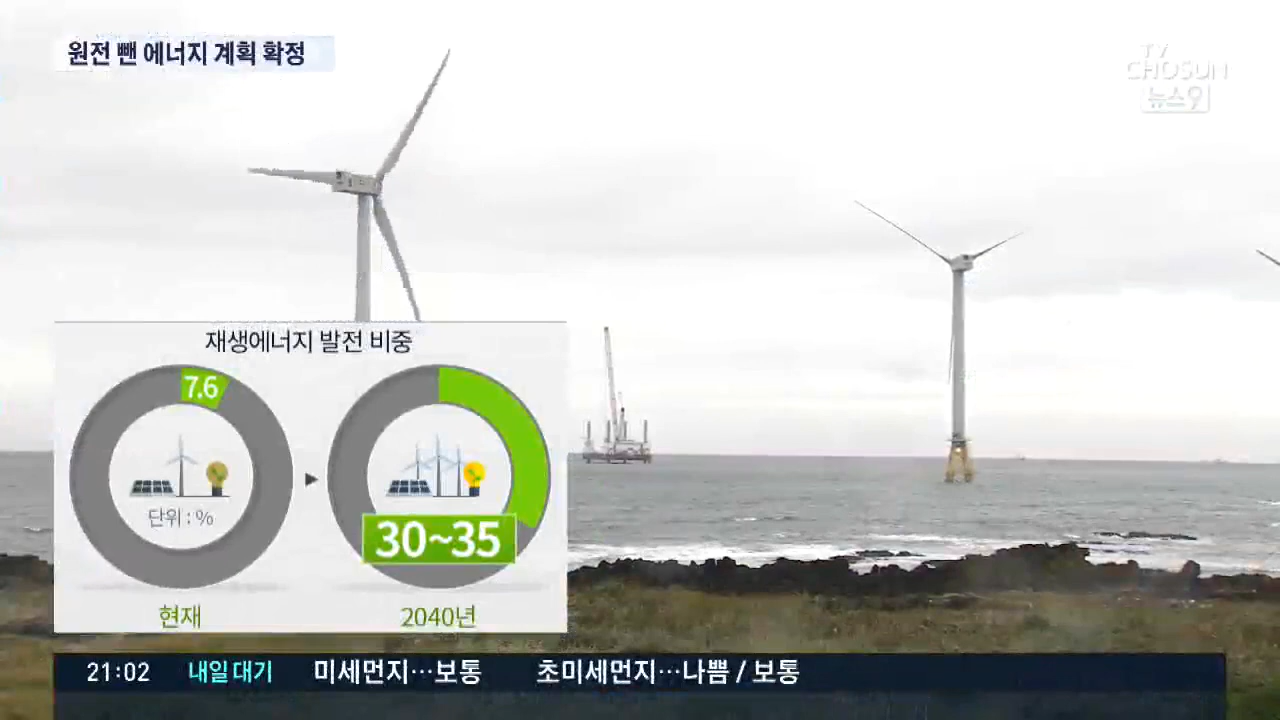 원전 뺀 에너지 계획 확정
TV
CHOSUN
뉴스9
재생에너지 발전 비중
7.6
단위 : %
30~35
현재
2040년
21:02 내일 대기 미세먼지…보통 초미세먼지…나쁨 / 보통